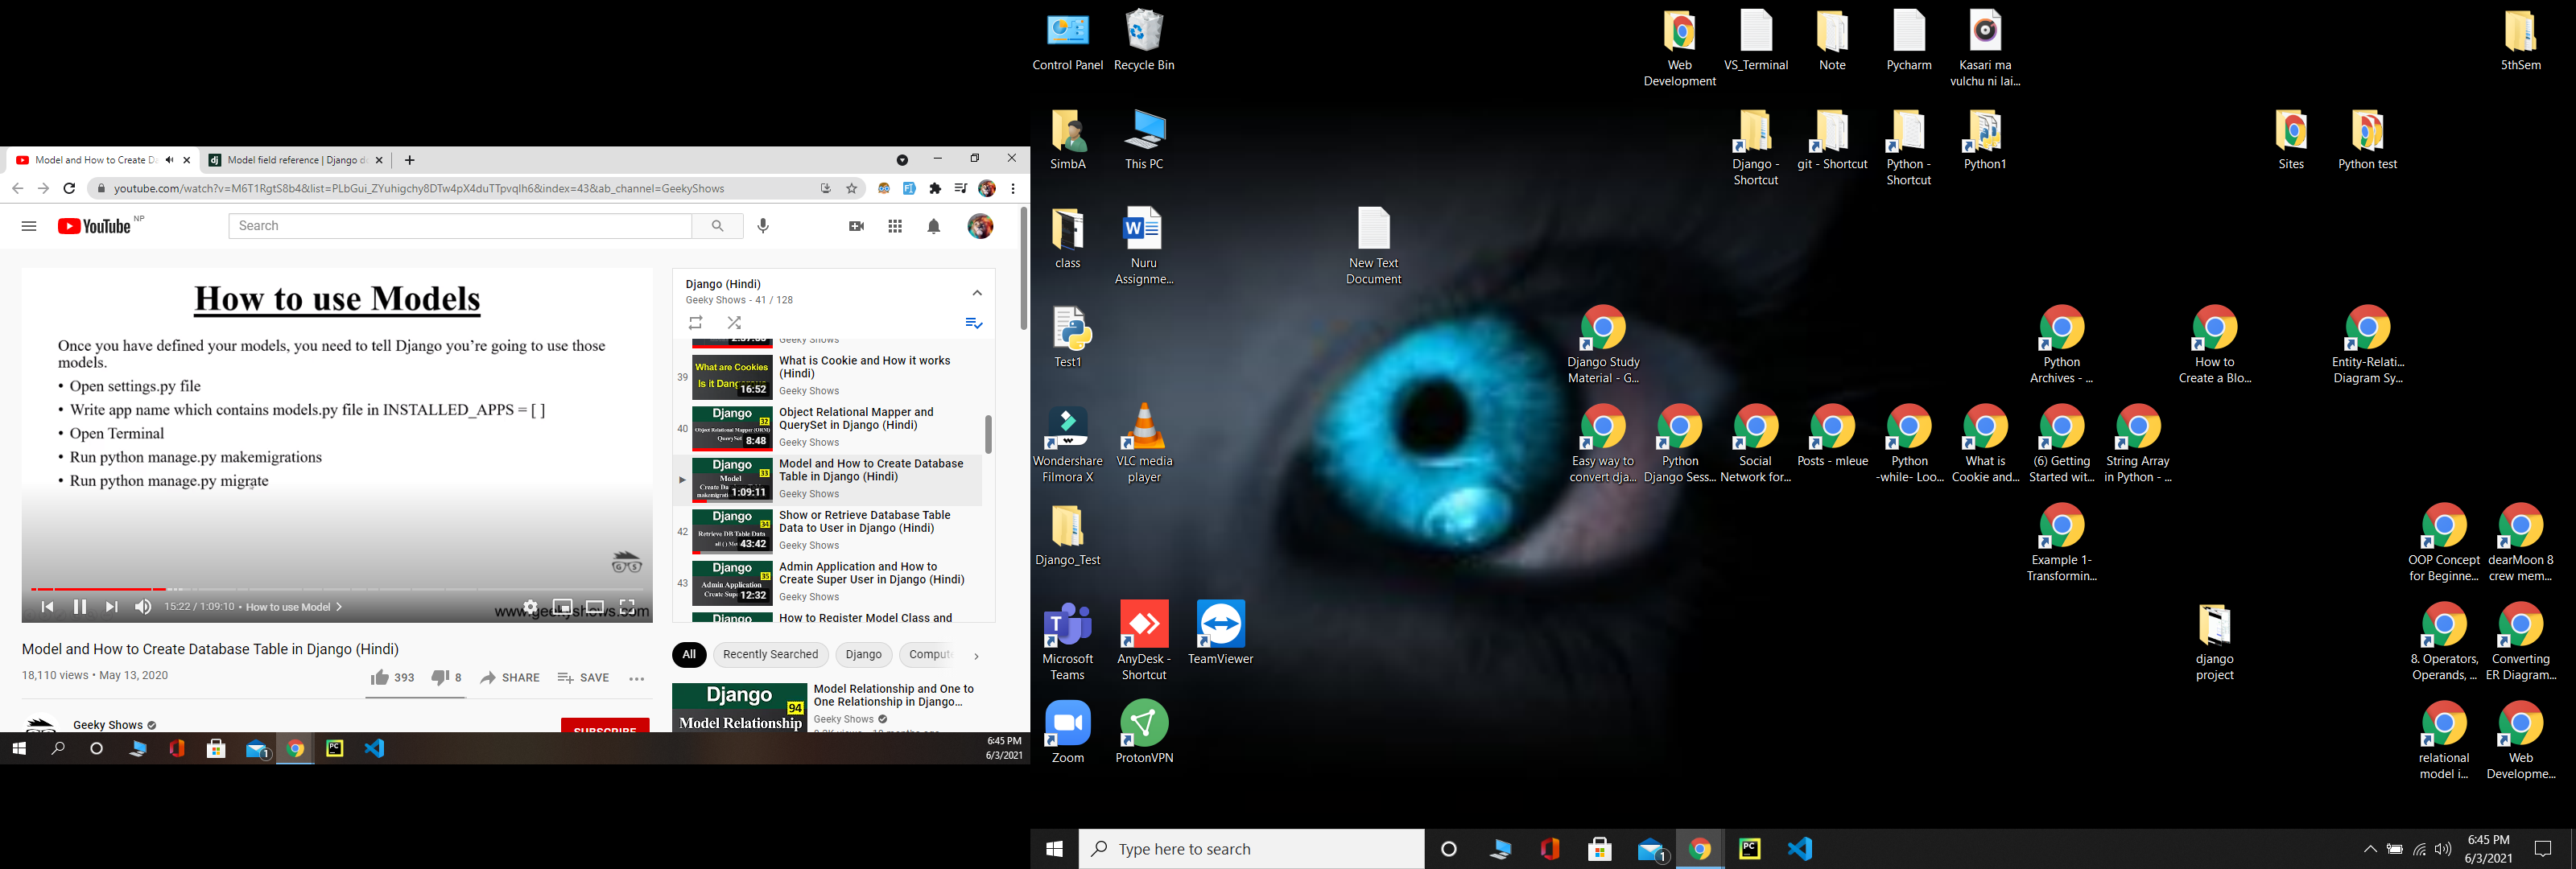 Model and How to Create Da
Model field reference | Django do
youtube.com/watch?v=M6T1RgtS8b4&list=PLbGui_ZYuhigchy8DTw4pX4duTTpvqlh6&index=43&ab_channel=GeekyShows
YouTube NP
Search
How to use Models
Once you have defined your models, you need to tell Django you're going to use those
models.
• Open settings.py file
• Write app name which contains models.py file in INSTALLED_APPS = [ ]
• Open Terminal
• Run python manage.py makemigrations
• Run python manage.py migrate
GS
15:22 / 1:09:10 • How to use Model
www.geekyshows.com
Model and How to Create Database Table in Django (Hindi)
18,110 views • May 13, 2020
393
8
SHARE
SAVE
Geeky Shows
SUBSCRIBE
Django (Hindi)
Geeky Shows - 41 / 128
Geeky Shows
39
What are Cookies
Is it Dang
16:52
What is Cookie and How it works
(Hindi)
Geeky Shows
40
Django
32
Object Relational Mapper (ORM)
QuerySet
8:48
Object Relational Mapper and
QuerySet in Django (Hindi)
Geeky Shows
Django
33
Model
Create Da
makemigrat
1:09:11
Model and How to Create Database
Table in Django (Hindi)
Geeky Shows
42
Django
34
Retrieve DB Table Data
all ( ) M
43:42
Show or Retrieve Database Table
Data to User in Django (Hindi)
Geeky Shows
43
Django
35
Admin Application
Create Supe
12:32
Admin Application and How to
Create Super User in Django (Hindi)
Geeky Shows
Django
How to Register Model Class and
All
Recently Searched
Django
Comput
Django
94
Model Relationship
Model Relationship and One to
One Relationship in Django...
Geeky Shows
1
6:45 PM
6/3/2021
Control Panel
Recycle Bin
Web
Development
VS_Terminal
Note
Pycharm
Kasari ma
vulchu ni lai...
5thSem
SimbA
This PC
Django -
Shortcut
git - Shortcut
Python -
Shortcut
Python1
Sites
Python test
class
Nuru
Assignme...
New Text
Document
Test1
Django Study
Material - G...
Python
Archives - ...
How to
Create a Blo...
Entity-Relati...
Diagram Sy...
Wondershare
Filmora X
VLC media
player
Easy way to
convert dja...
Python
Django Sess...
Social
Network for...
Posts - mleue
Python
-while- Loo...
What is
Cookie and...
(6) Getting
Started wit...
String Array
in Python - ...
Django_Test
Example 1-
Transformin...
OOP Concept
for Beginne...
dearMoon 8
crew mem...
Microsoft
Teams
AnyDesk -
Shortcut
TeamViewer
django
project
8. Operators,
Operands, ...
Converting
ER Diagram...
Zoom
ProtonVPN
relational
model i...
Web
Developme...
Type here to search
1
6:45 PM
6/3/2021